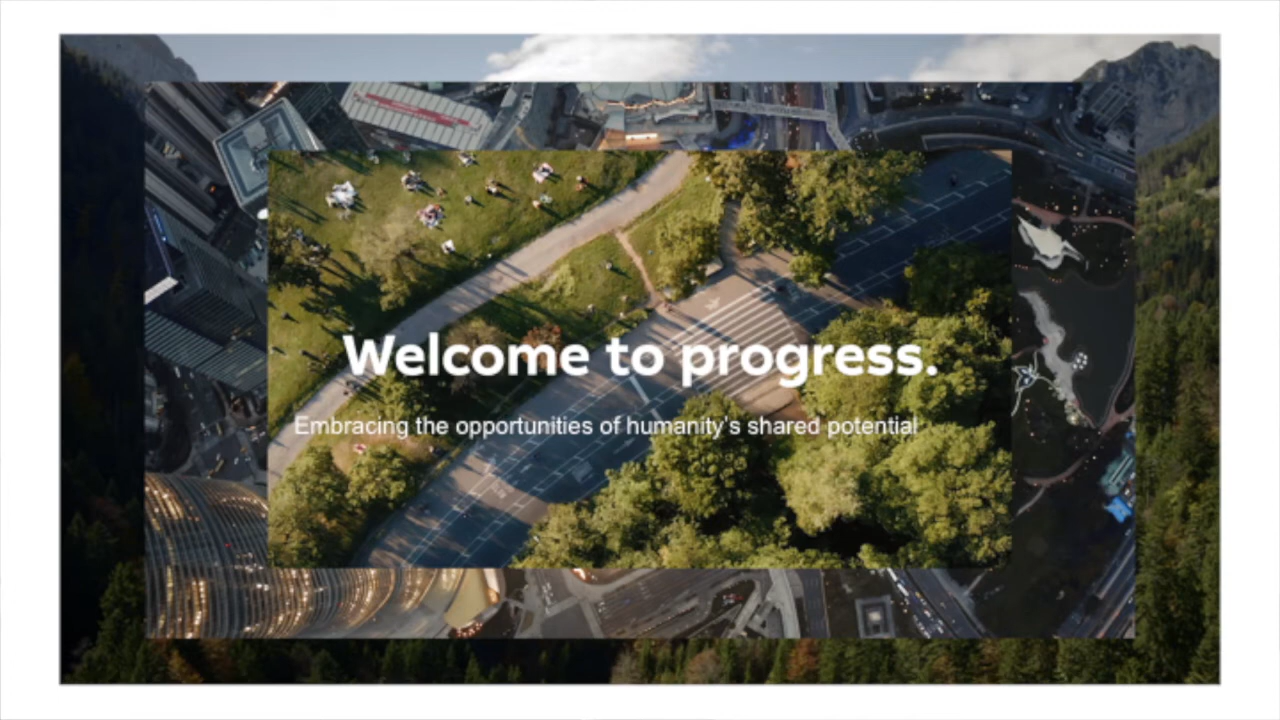 Welcome to progress.
Embracing the opportunities of humanity's shared potential